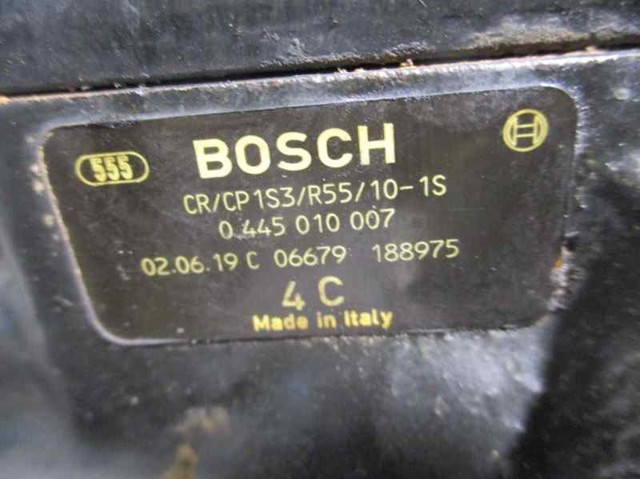 555 BOSCH
CR/CP1S3/R55/10-1S
0 445 010 007
02.06.19 C 06679 188975
4 C
Made in Italy